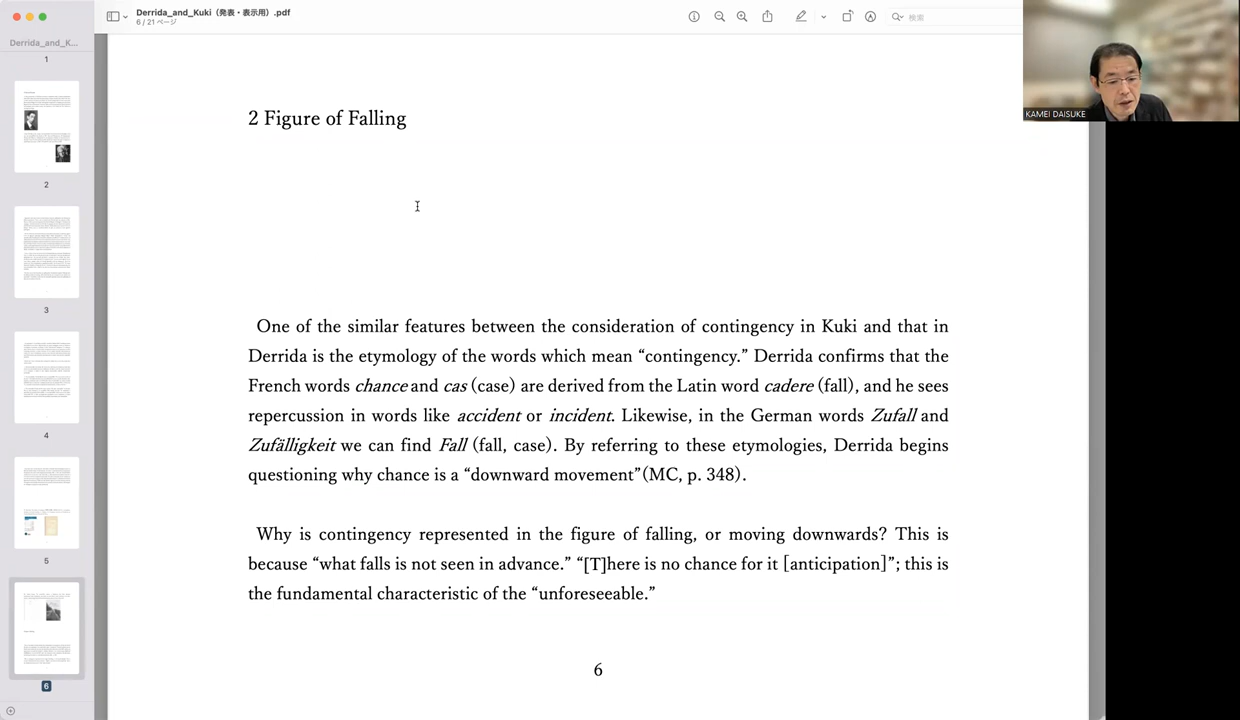 Derrida_and_Kuki（発表・表示用）.pdf
6 / 21 ページ
検索
Derrida_and_K...
1
2
3
4
5
6
KAMEI DAISUKE
2 Figure of Falling
One of the similar features between the consideration of contingency in Kuki and that in
Derrida is the etymology of the words which mean “contingency.” Derrida confirms that the
French words chance and cas (case) are derived from the Latin word cadere (fall), and he sees
repercussion in words like accident or incident. Likewise, in the German words Zufall and
Zufälligkeit we can find Fall (fall, case). By referring to these etymologies, Derrida begins
questioning why chance is a “downward movement”(MC, p. 348).
Why is contingency represented in the figure of falling, or moving downwards? This is
because “what falls is not seen in advance.” “[T]here is no chance for it [anticipation]”; this is
the fundamental characteristic of the “unforeseeable.”
6